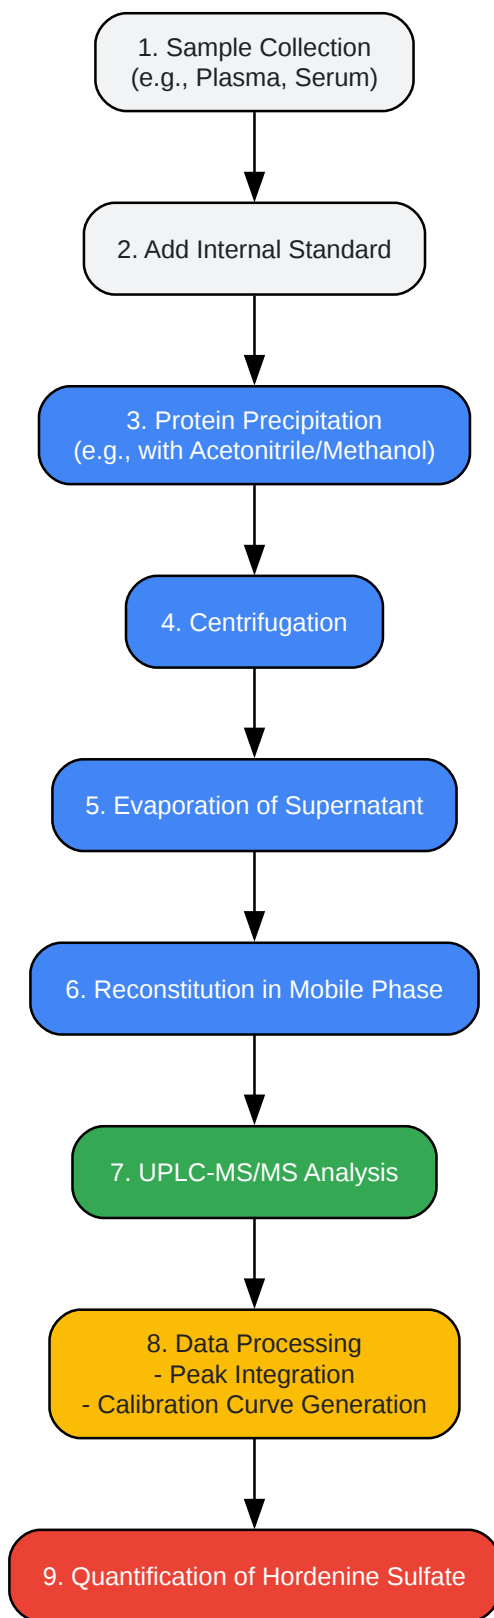 1. Sample Collection
(e.g., Plasma, Serum)
2. Add Internal Standard
3. Protein Precipitation
(e.g., with Acetonitrile/Methanol)
4. Centrifugation
5. Evaporation of Supernatant
6. Reconstitution in Mobile Phase
7. UPLC-MS/MS Analysis
8. Data Processing
- Peak Integration
- Calibration Curve Generation
9. Quantification of Hordenine Sulfate